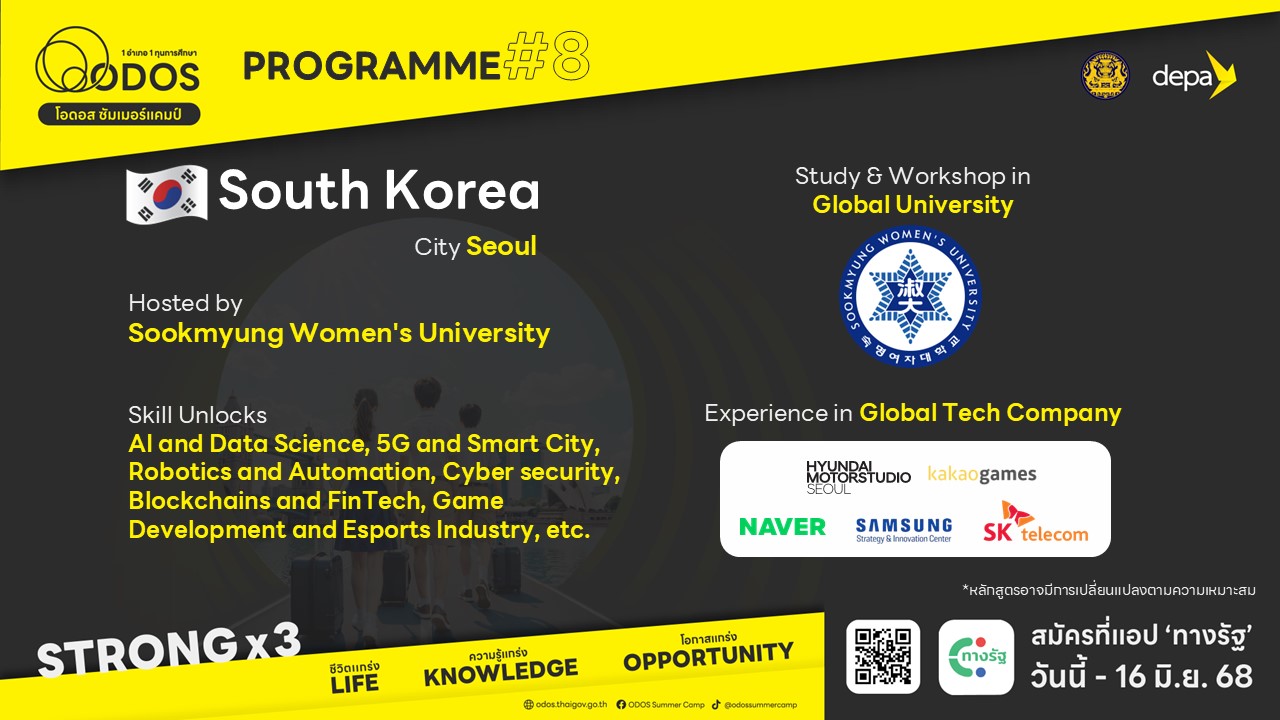 1 อำเภอ 1 ทุนการศึกษา
ODOS
โอดอส ซัมเมอร์แคมป์
PROGRAMME#8
depa
South Korea
City Seoul
Hosted by
Sookmyung Women's University
Skill Unlocks
AI and Data Science, 5G and Smart City,
Robotics and Automation, Cyber security,
Blockchains and FinTech, Game
Development and Esports Industry, etc.
Study & Workshop in
Global University
SOOKMYUNG WOMEN'S UNIVERSITY
숙명여자대학교
Experience in Global Tech Company
HYUNDAI
MOTORSTUDIO
SEOUL
kakaogames
NAVER
SAMSUNG
Strategy & Innovation Center
SK telecom
*หลักสูตรอาจมีการเปลี่ยนแปลงตามความเหมาะสม
STRONG x3
ชีวิตแกร่ง
LIFE
ความรู้แกร่ง
KNOWLEDGE
โอกาสแกร่ง
OPPORTUNITY
odos.thaigov.go.th
ODOS Summer Camp
@odossummercamp
ทางรัฐ
สมัครที่แอป ‘ทางรัฐ’
วันนี้ - 16 มิ.ย. 68